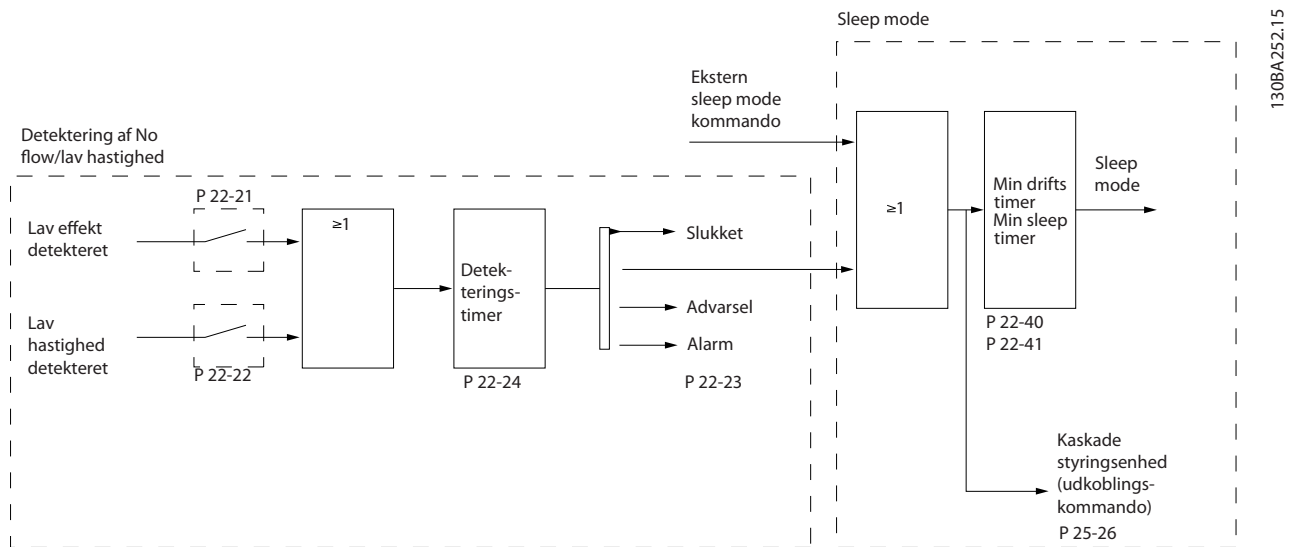 Sleep mode
130BA252.15
Ekstern
sleep mode
kommando
Detektering af No
flow/lav hastighed
P 22-21
Lav effekt
detekteret
≥1
Lav
hastighed
detekteret
P 22-22
Detek-
terings-
timer
P 22-24
Slukket
Advarsel
Alarm
P 22-23
≥1
Min drifts
timer
Min sleep
timer
P 22-40
P 22-41
Sleep
mode
Kaskade
styringsenhed
(udkoblings-
kommando)
P 25-26